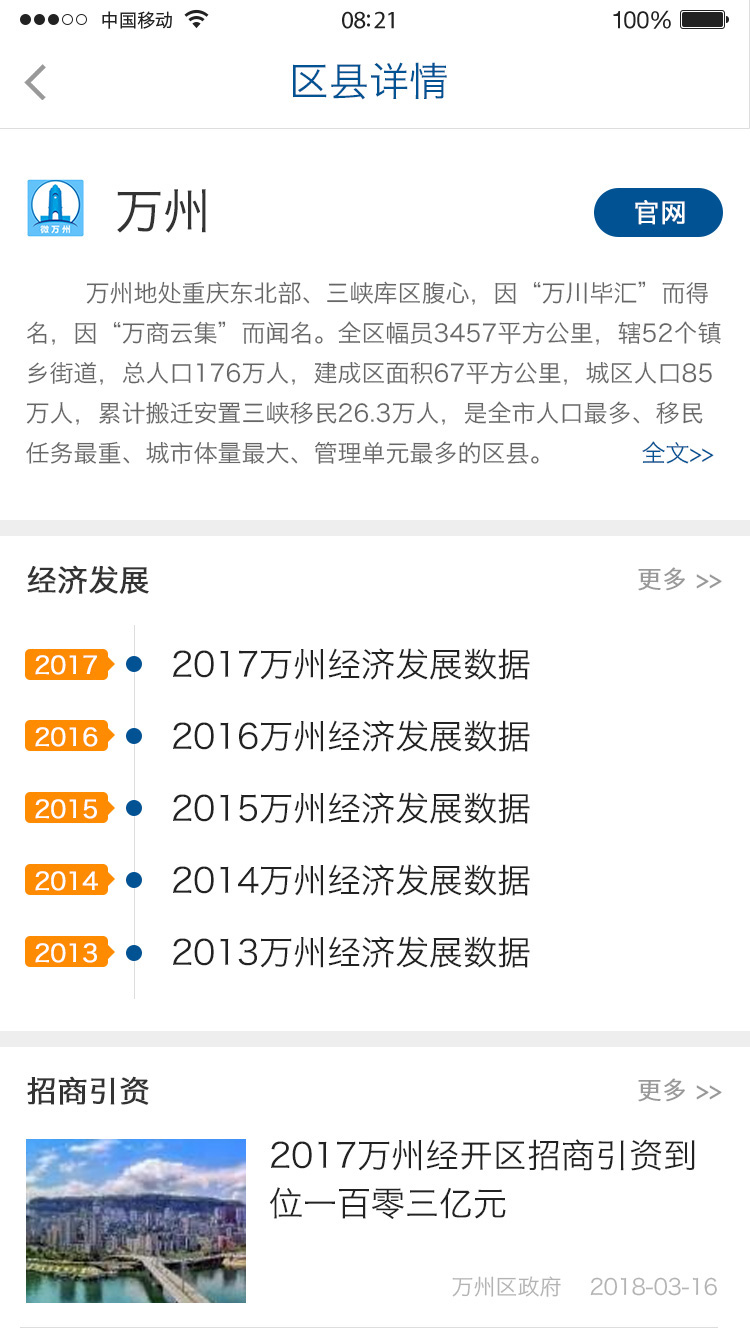 中国移动 08:21 100%
区县详情
微万州
万州 官网
万州地处重庆东北部、三峡库区腹心，因“万川毕汇”而得
名，因“万商云集”而闻名。全区幅员3457平方公里，辖52个镇
乡街道，总人口176万人，建成区面积67平方公里，城区人口85
万人，累计搬迁安置三峡移民26.3万人，是全市人口最多、移民
任务最重、城市体量最大、管理单元最多的区县。 全文>>
经济发展 更多 >>
2017 2017万州经济发展数据
2016 2016万州经济发展数据
2015 2015万州经济发展数据
2014 2014万州经济发展数据
2013 2013万州经济发展数据
招商引资 更多 >>
2017万州经开区招商引资到
位一百零三亿元
万州区政府 2018-03-16